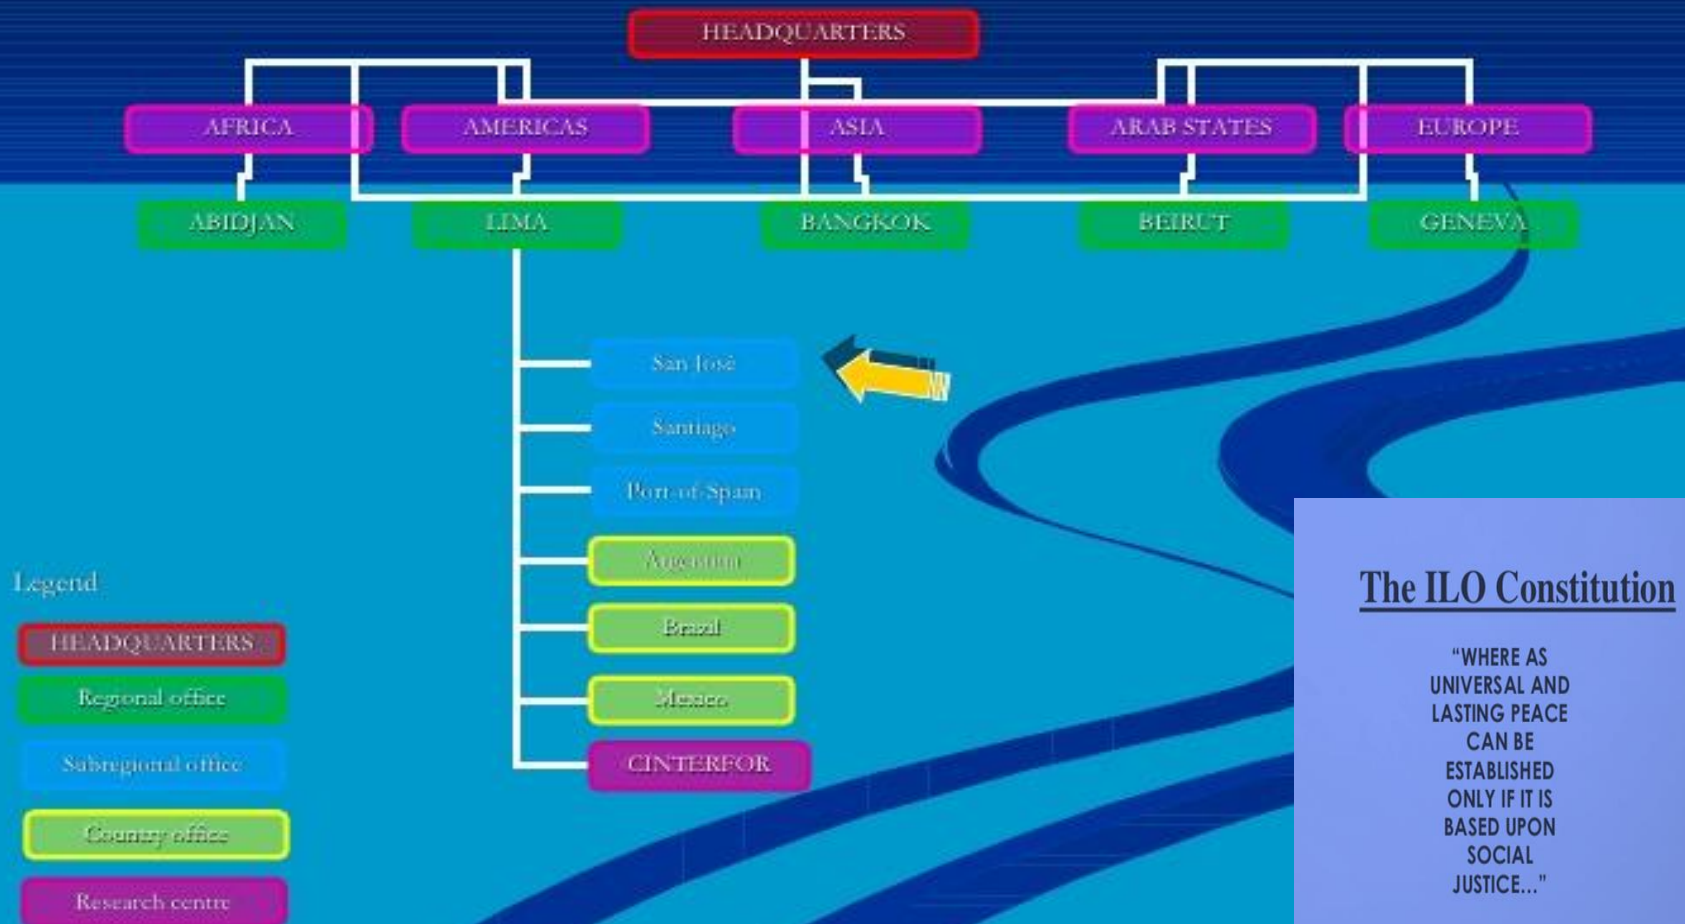 HEADQUARTERS
AFRICA
AMERICAS
ASIA
ARAB STATES
EUROPE
ABIDJAN
LIMA
BANGKOK
BEIRUT
GENEVA
San José
Santiago
Port-of-Spain
Argentina
Brazil
Mexico
CINTERFOR
Legend
HEADQUARTERS
Regional office
Subregional office
Country office
Research centre
The ILO Constitution
“WHERE AS
UNIVERSAL AND
LASTING PEACE
CAN BE
ESTABLISHED
ONLY IF IT IS
BASED UPON
SOCIAL
JUSTICE…”